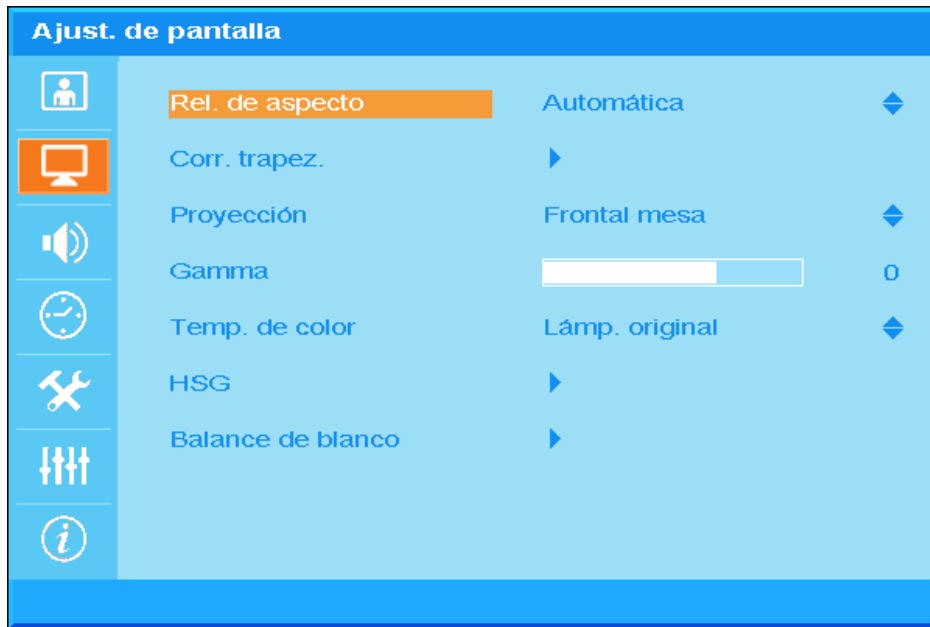 Ajust. de pantalla
Rel. de aspecto Automática
Corr. trapez.
Proyección Frontal mesa
Gamma 0
Temp. de color Lámp. original
HSG
Balance de blanco
i